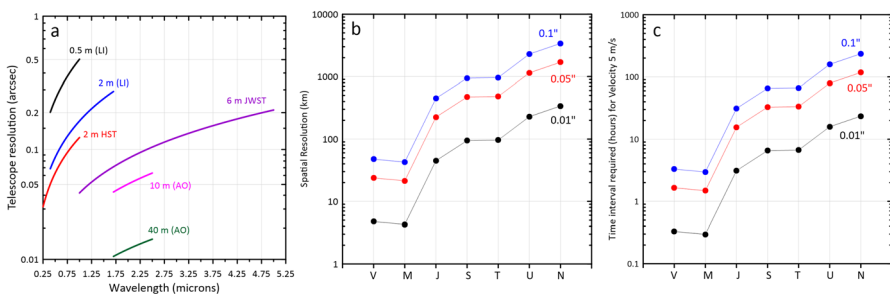 a
Telescope resolution (arcsec)
1
0.5
0.2
0.1
0.05
0.01
0.5 m (LI)
2 m (LI)
6 m JWST
2 m HST
10 m (AO)
40 m (AO)
0.25 0.75 1.25 1.75 2.25 2.75 3.25 3.75 4.25 4.75 5.25
Wavelength (microns)
b
Spatial Resolution (km)
10000
1000
100
10
1
0.1"
0.05"
0.01"
V M J S T U N
c
Time interval required (hours) for Velocity 5 m/s
1000
100
10
1
0.1
0.1"
0.05"
0.01"
V M J S T U N